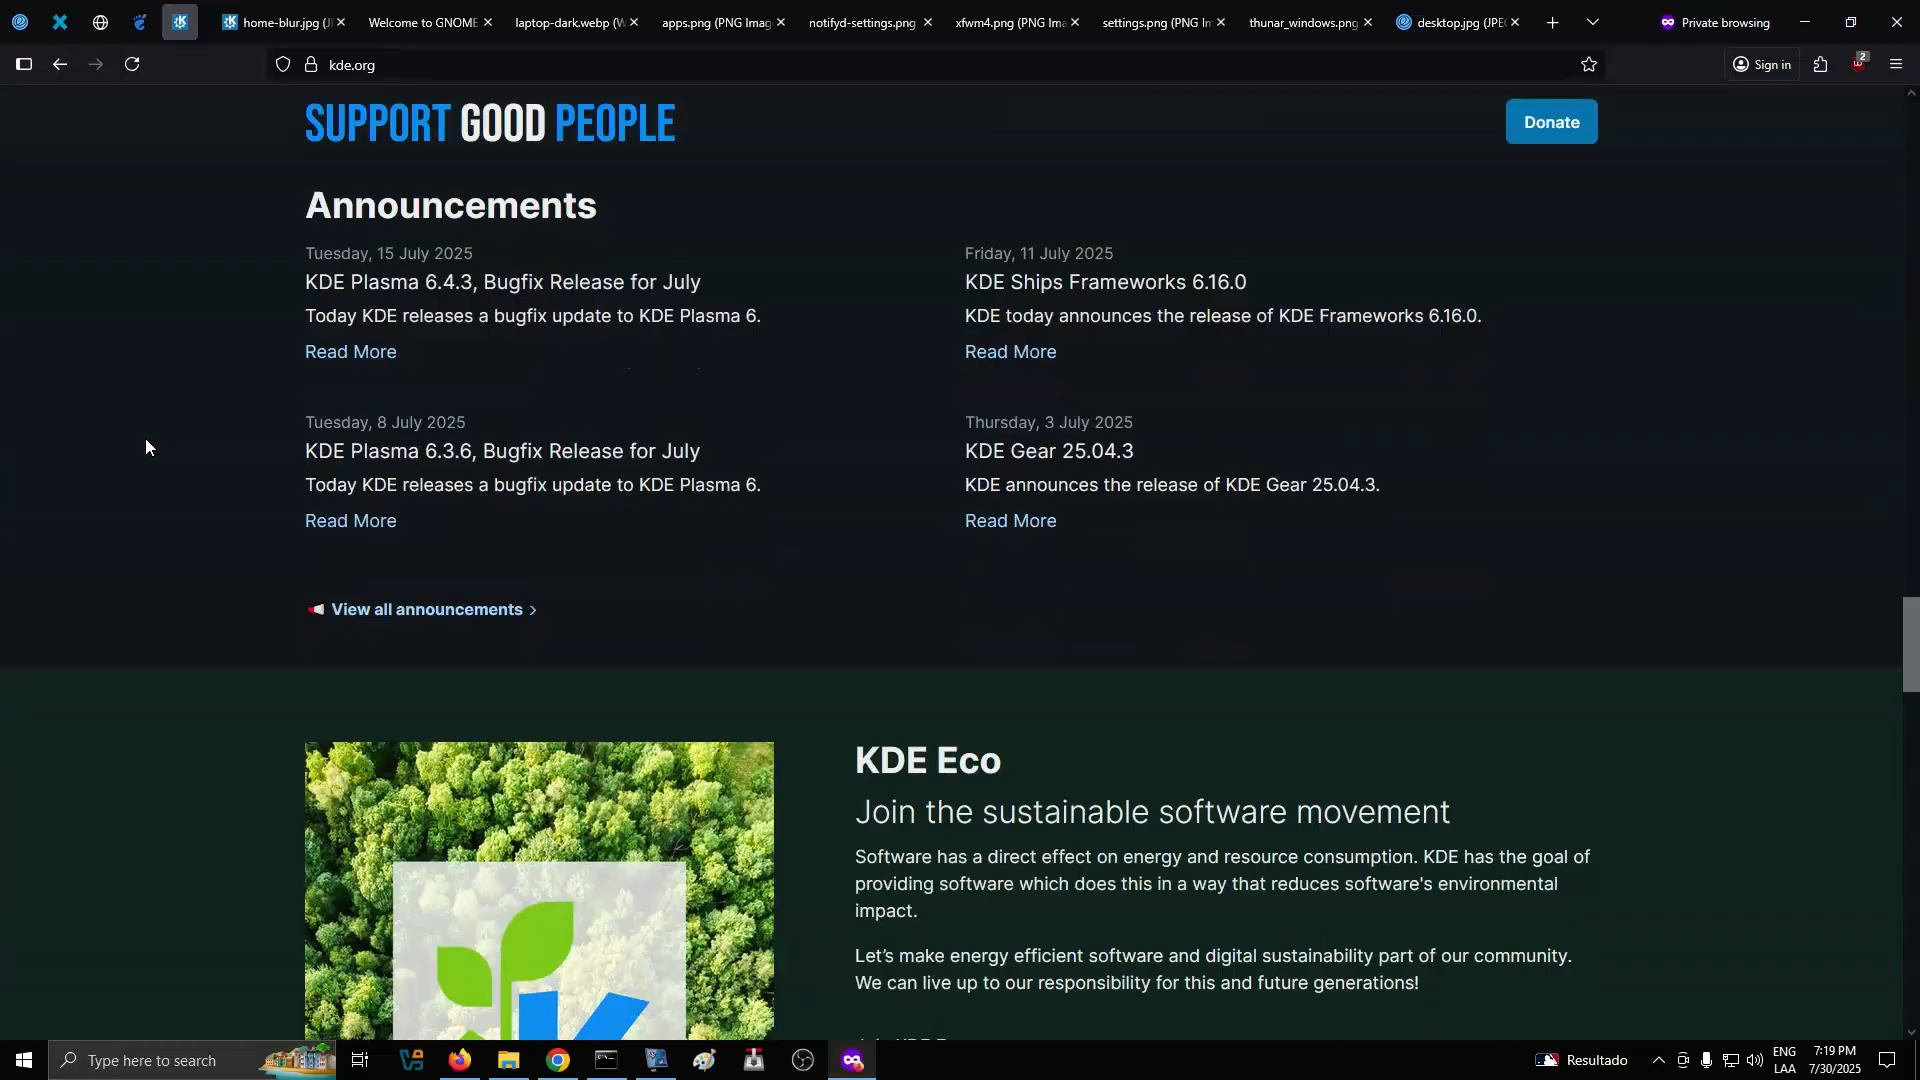 home-blur.jpg (J
Welcome to GNOME
laptop-dark.webp (W
apps.png (PNG Imag
notifyd-settings.png
xfwm4.png (PNG Ima
settings.png (PNG Im
thunar_windows.png
desktop.jpg (JPEG
Private browsing
kde.org
Sign in
2
SUPPORT GOOD PEOPLE
Donate
Announcements
Tuesday, 15 July 2025
KDE Plasma 6.4.3, Bugfix Release for July
Today KDE releases a bugfix update to KDE Plasma 6.
Read More
Friday, 11 July 2025
KDE Ships Frameworks 6.16.0
KDE today announces the release of KDE Frameworks 6.16.0.
Read More
Tuesday, 8 July 2025
KDE Plasma 6.3.6, Bugfix Release for July
Today KDE releases a bugfix update to KDE Plasma 6.
Read More
Thursday, 3 July 2025
KDE Gear 25.04.3
KDE announces the release of KDE Gear 25.04.3.
Read More
View all announcements
KDE Eco
Join the sustainable software movement
Software has a direct effect on energy and resource consumption. KDE has the goal of
providing software which does this in a way that reduces software's environmental
impact.
Let's make energy efficient software and digital sustainability part of our community.
We can live up to our responsibility for this and future generations!
Type here to search
Resultado
ENG
LAA
7:19 PM
7/30/2025